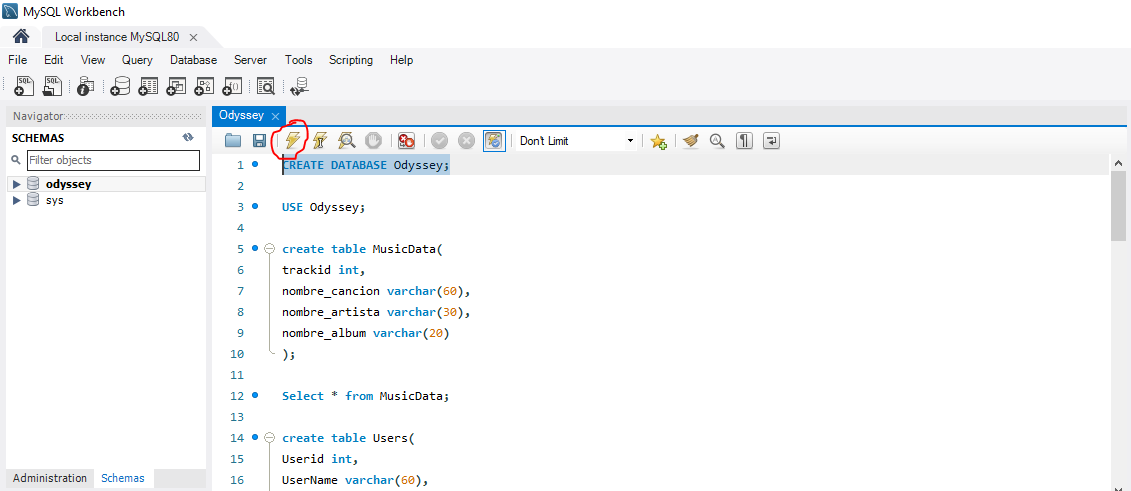 MySQL Workbench
Local instance MySQL80
File Edit View Query Database Server Tools Scripting Help
Navigator
SCHEMAS
Filter objects
odyssey
sys
Administration Schemas
Odyssey
Don't Limit
1 CREATE DATABASE Odyssey;
2
3 USE Odyssey;
4
5 create table MusicData(
6 trackid int,
7 nombre_cancion varchar(60),
8 nombre_artista varchar(30),
9 nombre_album varchar(20)
10 );
11
12 Select * from MusicData;
13
14 create table Users(
15 Userid int,
16 UserName varchar(60),